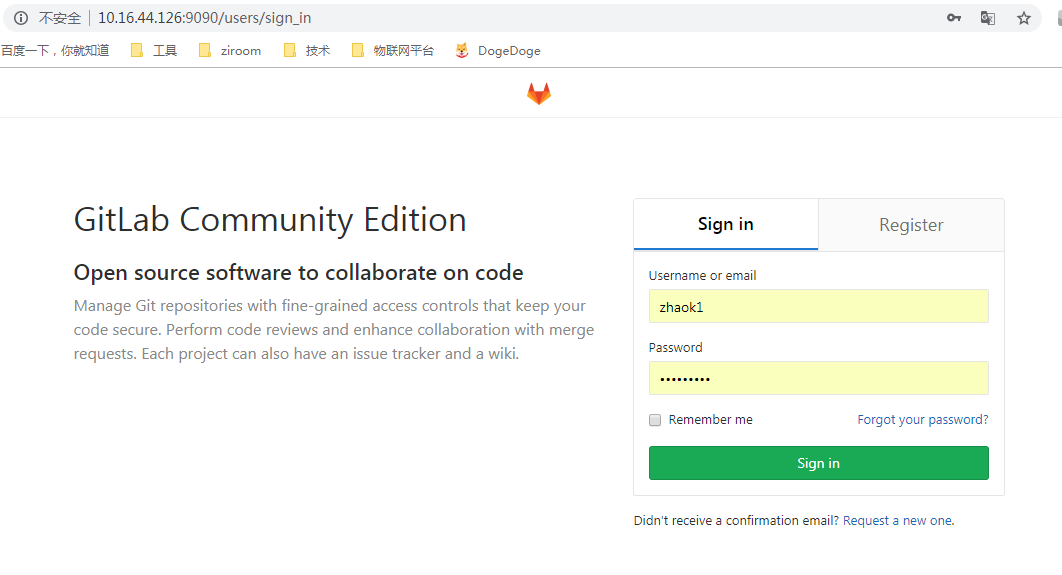 不安全 10.16.44.126:9090/users/sign_in
百度一下，你就知道 工具 ziroom 技术 物联网平台 DogeDoge
GitLab Community Edition
Open source software to collaborate on code
Manage Git repositories with fine-grained access controls that keep your
code secure. Perform code reviews and enhance collaboration with merge
requests. Each project can also have an issue tracker and a wiki.
Sign in Register
Username or email
zhaok1
Password
•••••••••
Remember me Forgot your password?
Sign in
Didn't receive a confirmation email? Request a new one.